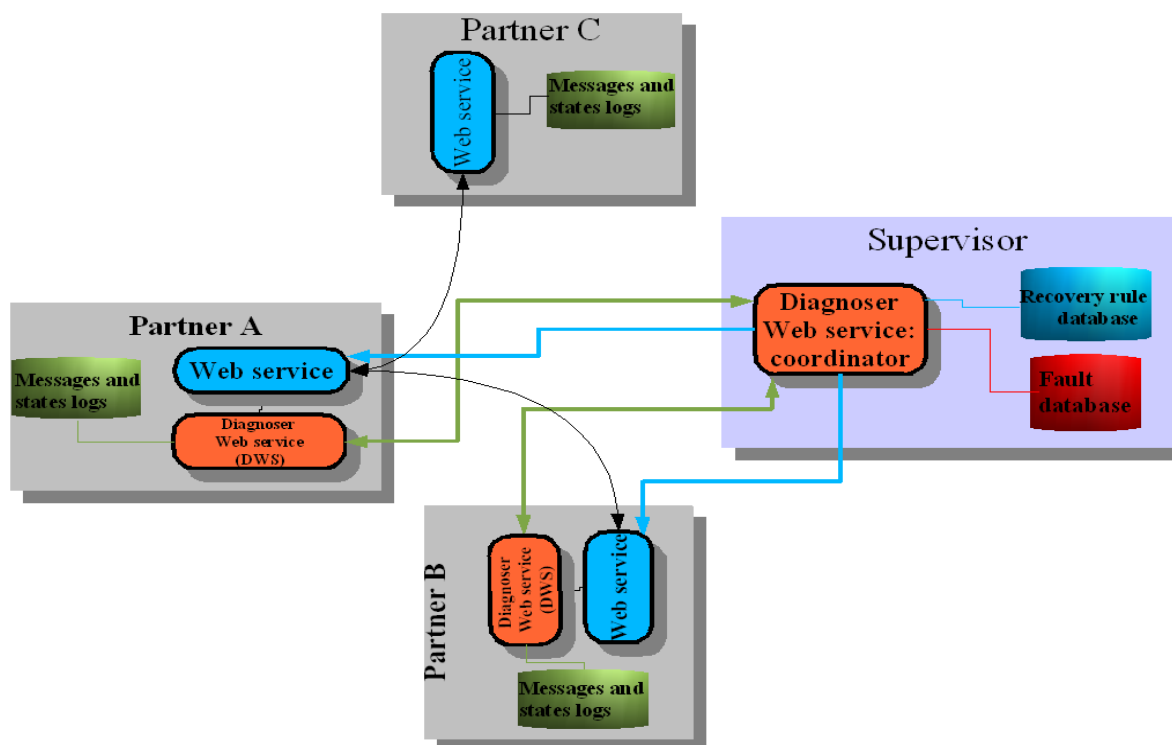 Partner C
Web service
Messages and
states logs
Supervisor
Diagnoser
Web service:
coordinator
Recovery rule
database
Fault
database
Partner A
Web service
Messages and
states logs
Diagnoser
Web service
(DWS)
Partner B
Diagnoser
Web service
(DWS)
Web service
Messages and
states logs